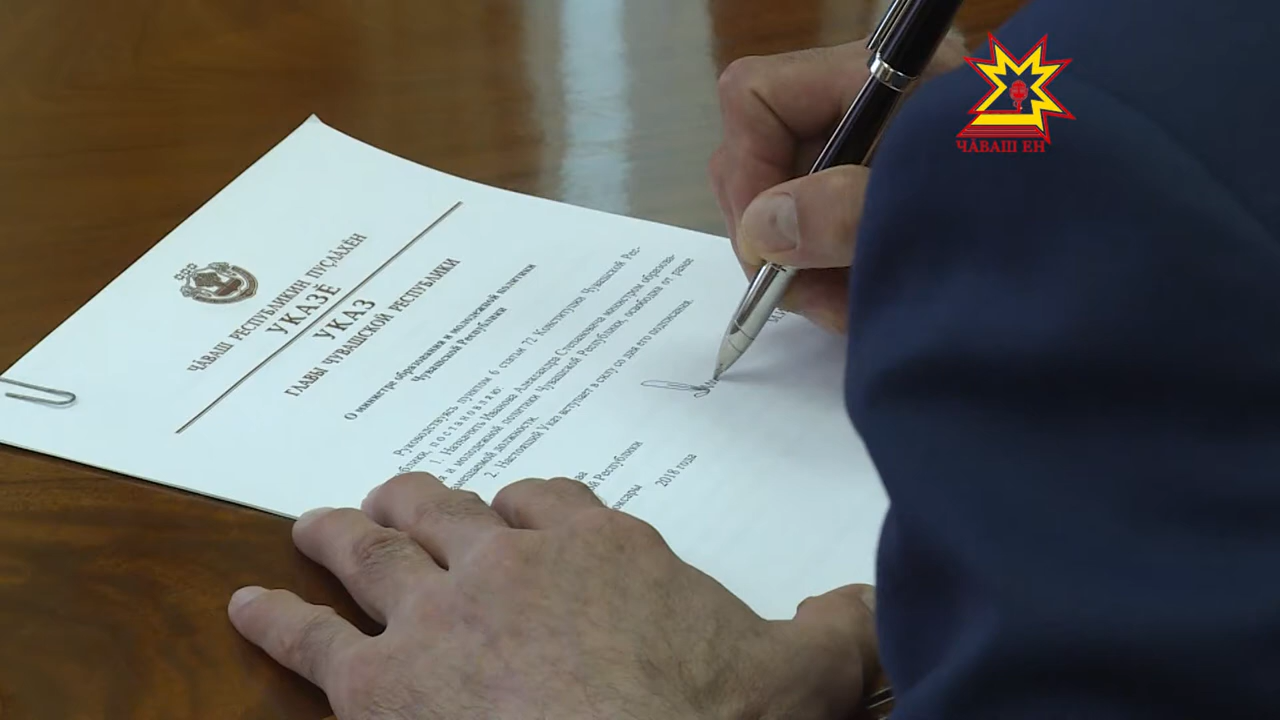 ЧӐВАШ ЕН
ЧӐВАШ РЕСПУБЛИКИН ПУҪЛӐХӖН
УКАЗӖ
УКАЗ
ГЛАВЫ ЧУВАШСКОЙ РЕСПУБЛИКИ
О министре образования и молодежной политики
Чувашской Республики
Руководствуясь пунктом 6 статьи 72 Конституции Чувашской Рес-
публики, постановляю:
1. Назначить Иванова Александра Степановича министром образова-
и молодежной политики Чувашской Республики, освободив от ранее
замещаемой должности.
2. Настоящий Указ вступает в силу со дня его подписания.
Республики
2018 года